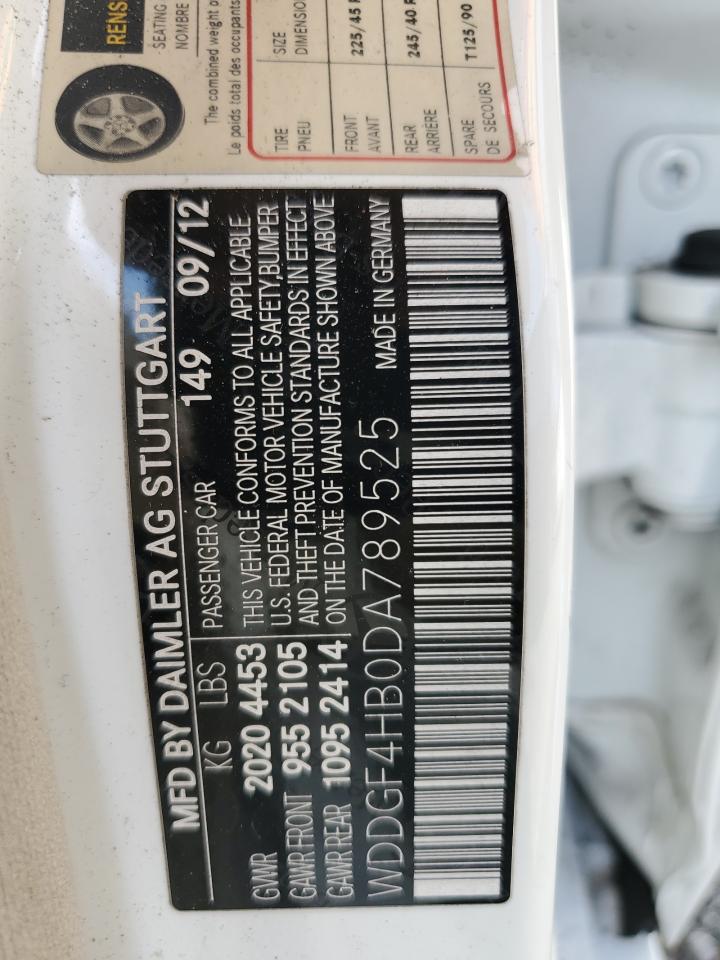 RENS
SEATING
NOMBRE
The combined weight o
Le poids total des occupants
TIRE SIZE
PNEU DIMENSIO
FRONT 225/45 R
AVANT
REAR 245/40 R
ARRIÈRE
SPARE T125/90
DE SECOURS
MFD BY DAIMLER AG STUTTGART
KG LBS PASSENGER CAR 149 09/12
GVWR 2020 4453 THIS VEHICLE CONFORMS TO ALL APPLICABLE
U.S. FEDERAL MOTOR VEHICLE SAFETY BUMPER
GAWR FRONT 955 2105 AND THEFT PREVENTION STANDARDS IN EFFECT
GAWR REAR 1095 2414 ON THE DATE OF MANUFACTURE SHOWN ABOVE
WDDGF4HB0DA789525 MADE IN GERMANY